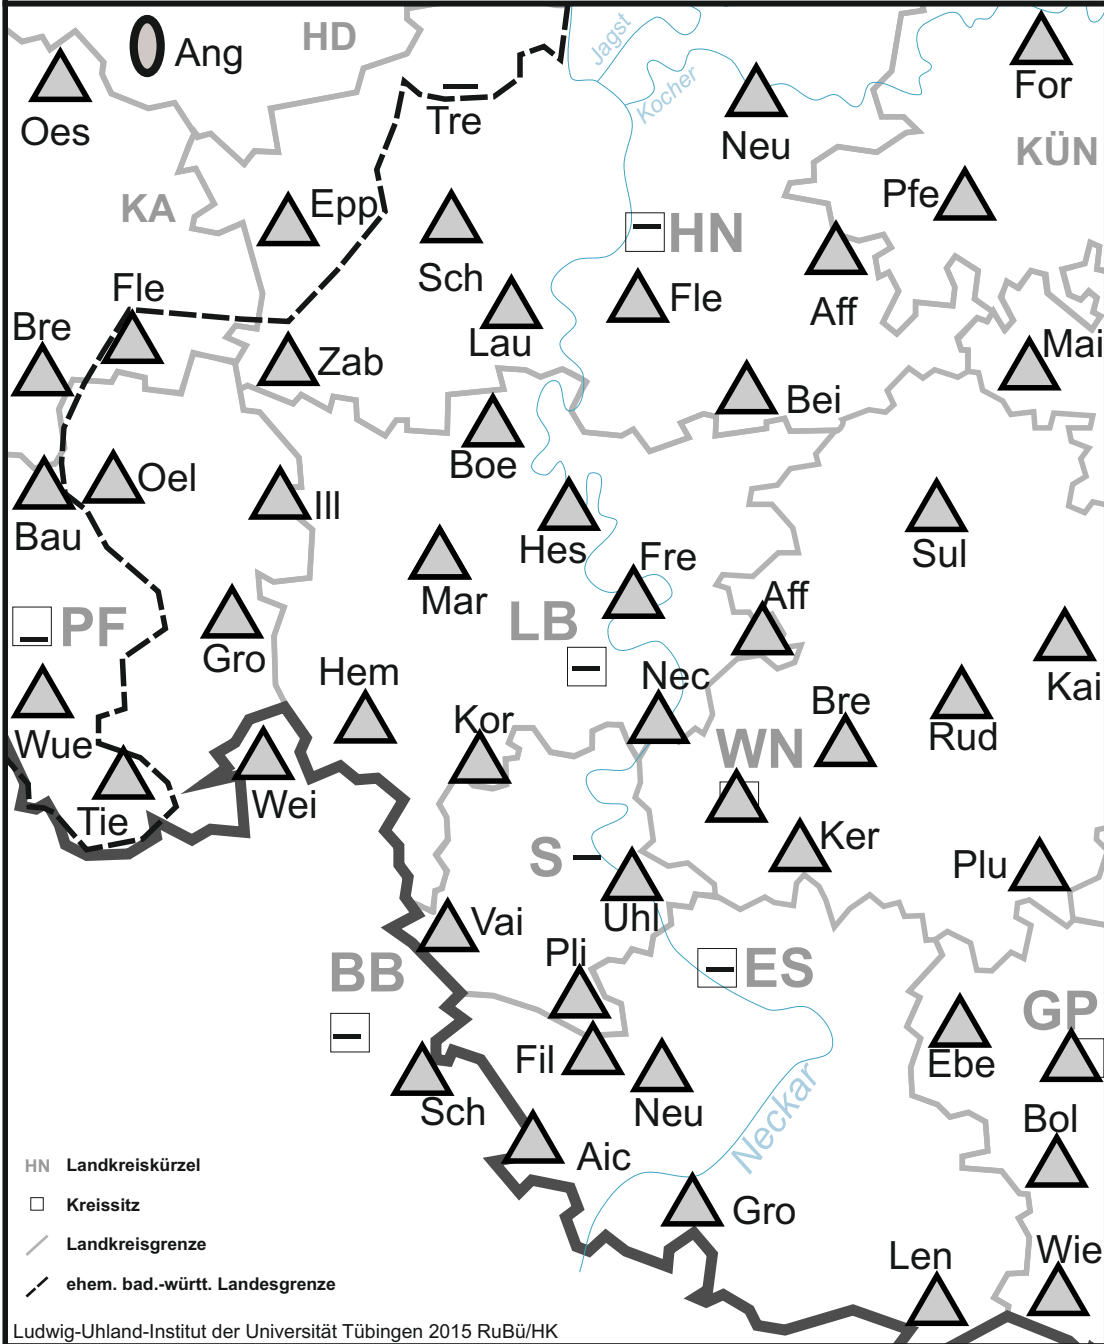 HD
Ang
Oes
Tre
Jagst
Kocher
Neu
For
KÜN
KA
Epp
Sch
HN
Pfe
Fle
Aff
Fle
Bre
Lau
Zab
Mai
Bei
Boe
Oel
Ill
Bau
Hes
Sul
Fre
Mar
Aff
PF
LB
Gro
Hem
Nec
Kai
Wue
Kor
Bre
Rud
WN
Tie
Wei
Ker
S
Plu
Uhl
Vai
Pli
BB
ES
GP
Fil
Ebe
Sch
Neu
Neckar
Bol
Aic
Gro
Len
Wie
HN Landkreiskürzel
Kreissitz
Landkreisgrenze
ehem. bad.-württ. Landesgrenze
Ludwig-Uhland-Institut der Universität Tübingen 2015 RuBü/HK